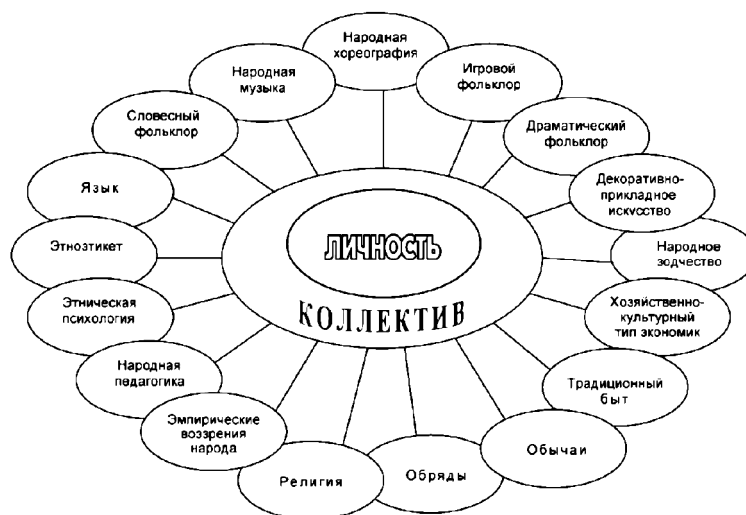 Народная
хореография
Народная
музыка
Игровой
фольклор
Словесный
фольклор
Драматический
фольклор
Язык
Декоративно-
прикладное
искусство
Этноэтикет
Народное
зодчество
Этническая
психология
Хозяйственно-
культурный
тип экономик
Народная
педагогика
Традиционный
быт
Эмпирические
воззрения
народа
Обычаи
Религия
Обряды
ЛИЧНОСТЬ
КОЛЛЕКТИВ